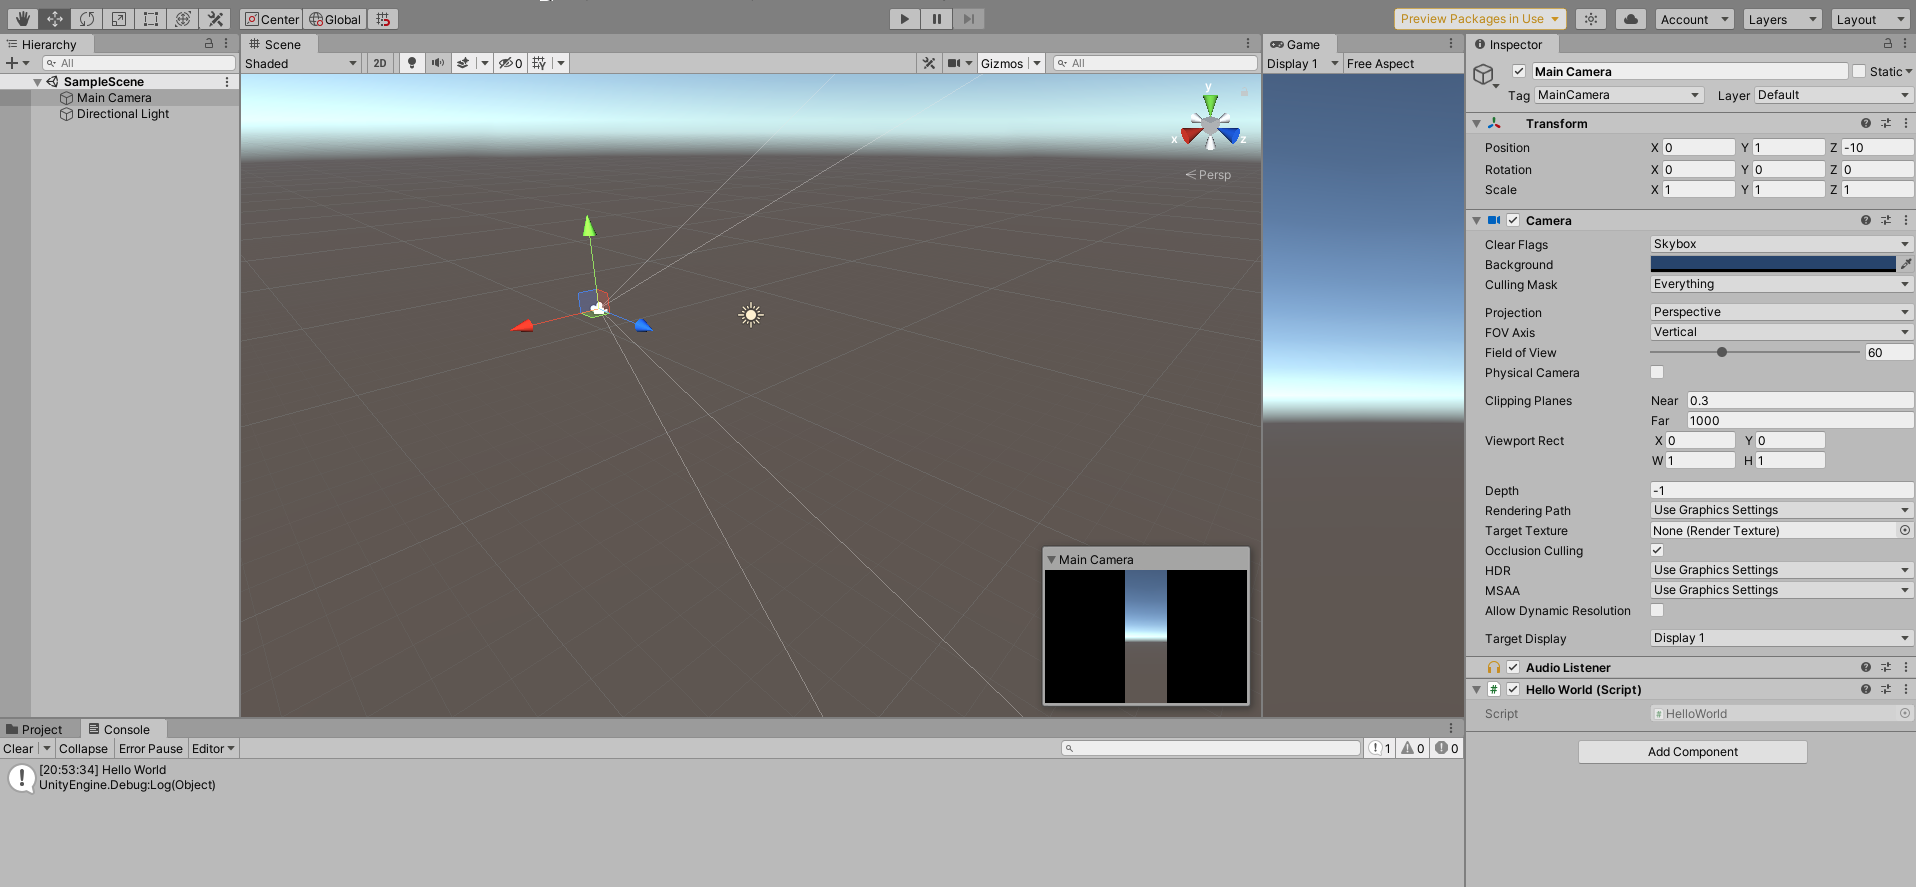 Center Global Preview Packages in Use Account Layers Layout
Hierarchy
All
SampleScene
Main Camera
Directional Light
Scene
Shaded 2D 0 Gizmos All
y
x z
Persp
Main Camera
Game
Display 1 Free Aspect
Inspector
Main Camera Static
Tag MainCamera Layer Default
Transform
Position X 0 Y 1 Z -10
Rotation X 0 Y 0 Z 0
Scale X 1 Y 1 Z 1
Camera
Clear Flags Skybox
Background
Culling Mask Everything
Projection Perspective
FOV Axis Vertical
Field of View 60
Physical Camera
Clipping Planes Near 0.3
Far 1000
Viewport Rect X 0 Y 0
W 1 H 1
Depth -1
Rendering Path Use Graphics Settings
Target Texture None (Render Texture)
Occlusion Culling
HDR Use Graphics Settings
MSAA Use Graphics Settings
Allow Dynamic Resolution
Target Display Display 1
Audio Listener
# Hello World (Script)
Script # HelloWorld
Add Component
Project Console
Clear Collapse Error Pause Editor 1 0 0
[20:53:34] Hello World
UnityEngine.Debug:Log(Object)